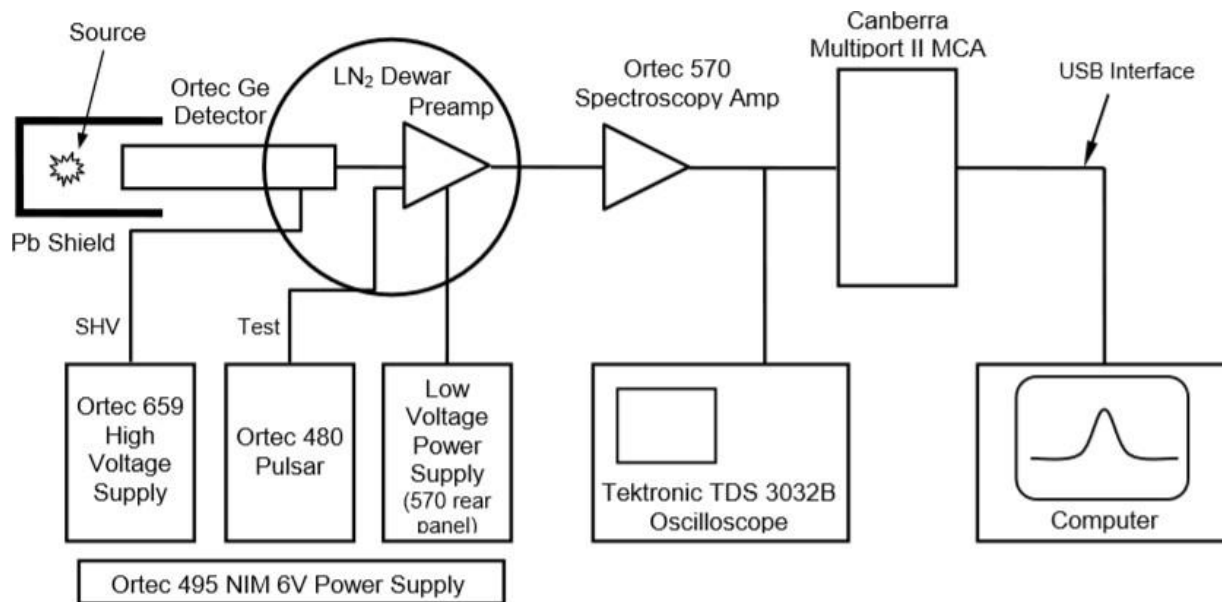 Source
Ortec Ge
Detector
LN₂ Dewar
Preamp
Ortec 570
Spectroscopy Amp
Canberra
Multiport II MCA
USB Interface
Pb Shield
SHV
Test
Ortec 659
High
Voltage
Supply
Ortec 480
Pulsar
Low
Voltage
Power
Supply
(570 rear
panel)
Tektronic TDS 3032B
Oscilloscope
Computer
Ortec 495 NIM 6V Power Supply